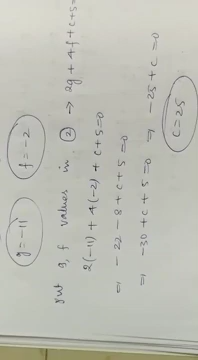 g = -11   f = -2
put g, f values in ② → 2g + 4f + c + 5 =
2(-11) + 4(-2) + c + 5 = 0
⇒ - 22 - 8 + c + 5 = 0
⇒ - 30 + c + 5 = 0   ⇒ - 25 + c = 0
c = 25